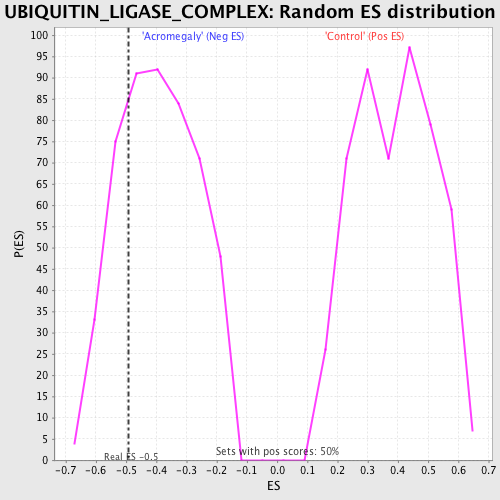 UBIQUITIN_LIGASE_COMPLEX: Random ES distribution
'Acromegaly' (Neg ES)
'Control' (Pos ES)
100
95
90
85
80
75
70
65
60
55
50
45
40
35
30
25
20
15
10
5
0
P(ES)
Real ES -0.5
Sets with pos scores: 50%
-0.7 -0.6 -0.5 -0.4 -0.3 -0.2 -0.1 0.0 0.1 0.2 0.3 0.4 0.5 0.6 0.7
ES